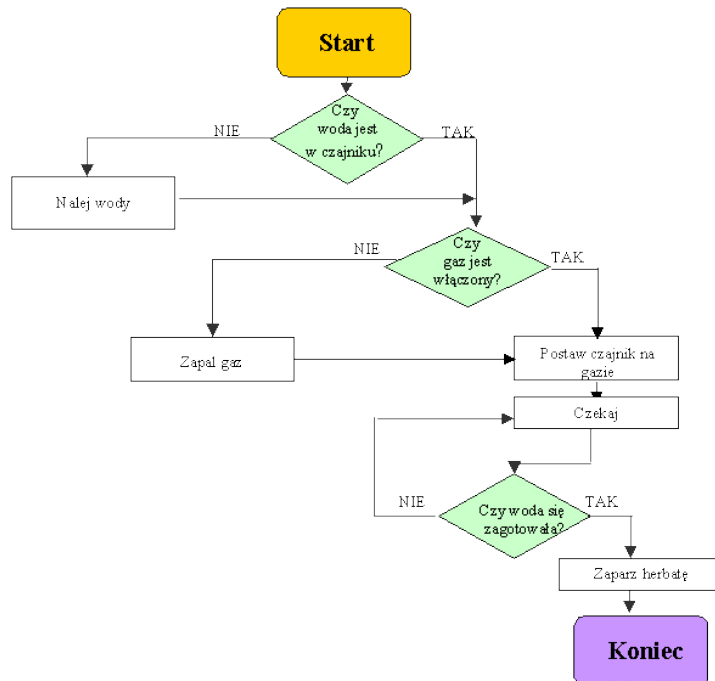 Start
Czy
woda jest
w czajniku?
NIE
TAK
Nalej wody
Czy
gaz jest
włączony?
NIE
TAK
Zapal gaz
Postaw czajnik na
gazie
Czekaj
Czy woda się
zagotowała?
NIE
TAK
Zaparz herbatę
Koniec